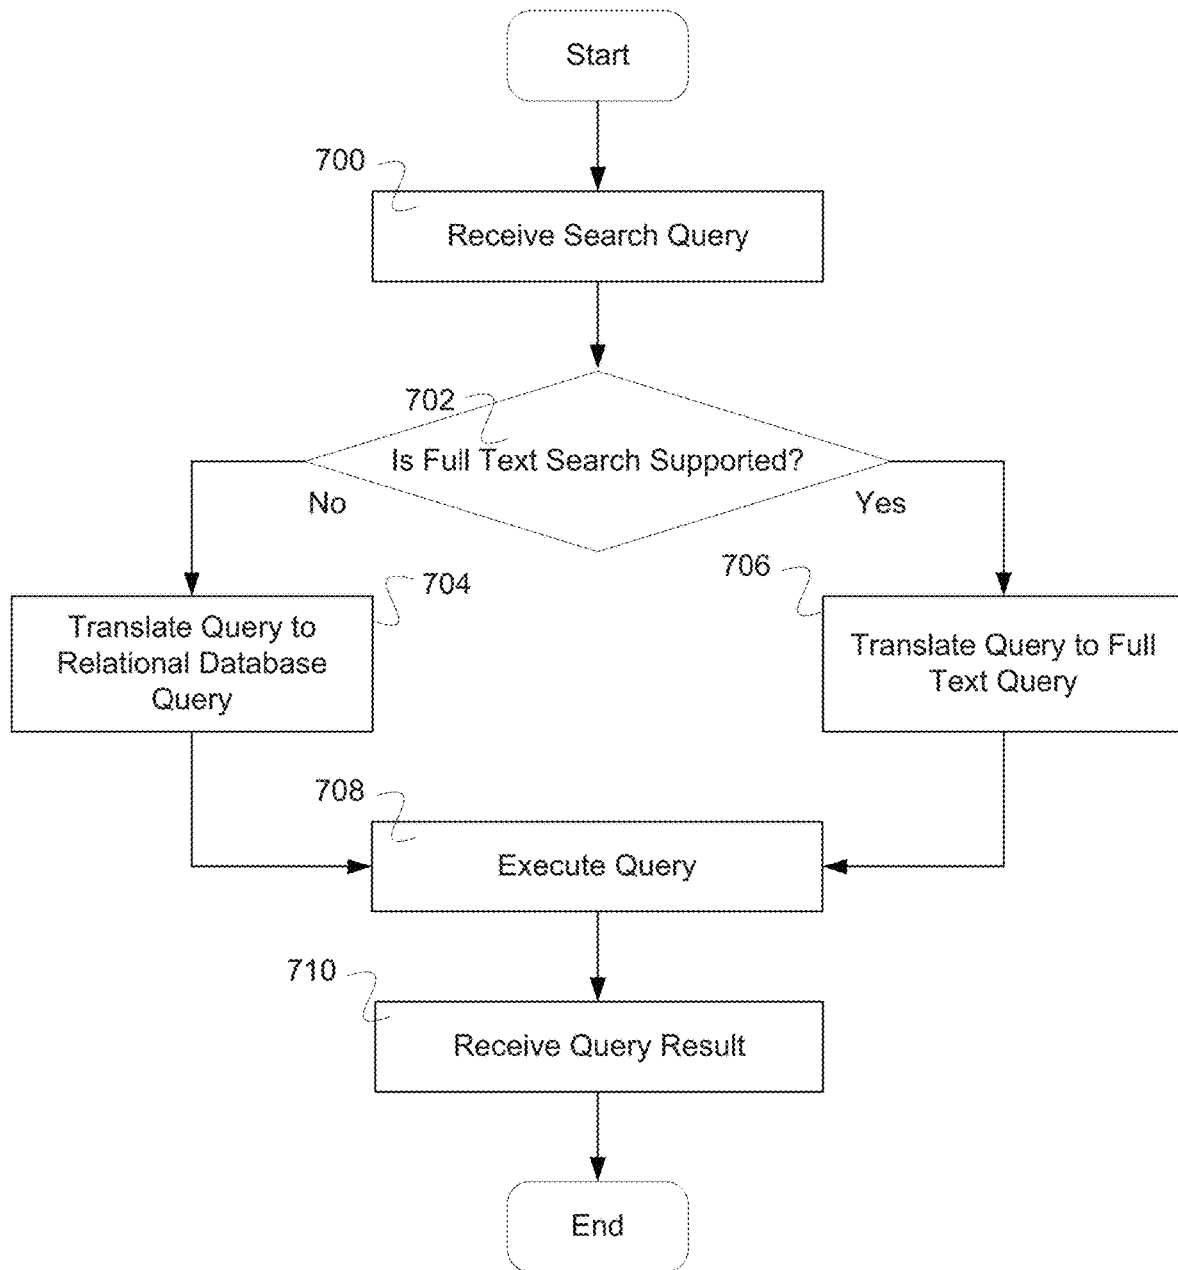 Start
700
Receive Search Query
702
Is Full Text Search Supported?
No
Yes
704
706
Translate Query to
Relational Database
Query
Translate Query to Full
Text Query
708
Execute Query
710
Receive Query Result
End